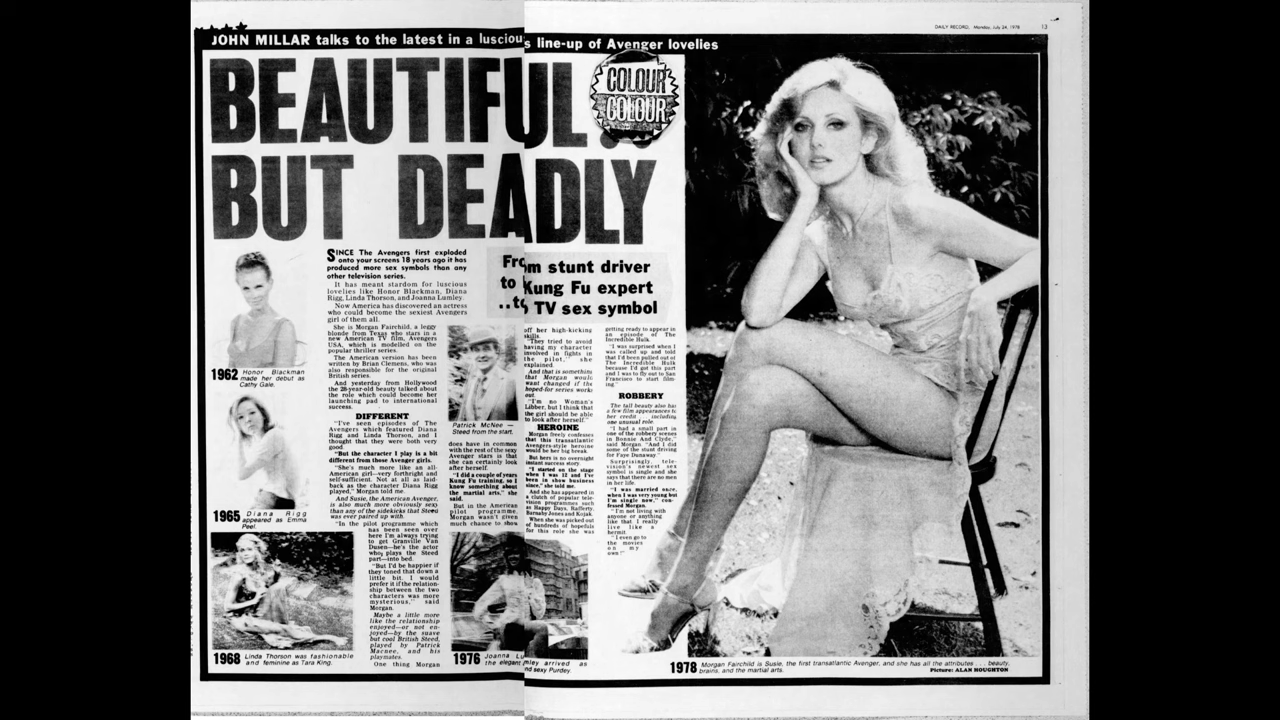 DAILY RECORD, Monday, July 24, 1978 13
JOHN MILLAR talks to the latest in a luscious line-up of Avenger lovelies
BEAUTIFUL..
BUT DEADLY
COLOUR
COLOUR
From stunt driver
to Kung Fu expert
..to TV sex symbol
SINCE The Avengers first exploded
onto your screens 18 years ago it has
produced more sex symbols than any
other television series.
It has meant stardom for luscious
lovelies like Honor Blackman, Diana
Rigg, Linda Thorson, and Joanna Lumley.
Now America has discovered an actress
who could become the sexiest Avengers
girl of them all.
She is Morgan Fairchild, a leggy
blonde from Texas who stars in a
new American TV film, Avengers
USA, which is modelled on the
popular thriller series.
The American version has been
written by Brian Clemens, who was
also responsible for the original
British series.
And yesterday from Hollywood
the 26-year-old beauty talked about
the role which could become her
launching pad to international
success.
DIFFERENT
"I've seen episodes of The
Avengers which featured Diana
Rigg and Linda Thorson, and I
thought that they were both very
good.
"But the character I play is a bit
different from those Avenger girls.
"She's much more like an all-
American girl—very forthright and
self-sufficient. Not at all as laid-
back as the character Diana Rigg
played," Morgan told me.
And Susie, the American Avenger,
is also much more obviously sexy
than any of the sidekicks that Steed
was ever paired up with.
"In the pilot programme which
has been seen over
here I'm always trying
to get Granville Van
Dusen—he's the actor
who plays the Steed
part—into bed.
"But I'd be happier if
they toned that down a
little bit. I would
prefer it if the relation-
ship between the two
characters was more
mysterious," said
Morgan.
Maybe a little more
like the relationship
enjoyed—or not en-
joyed—by the suave
but cool British Steed,
played by Patrick
Macnee, and his
playmates.
One thing Morgan
does have in common
with the rest of the sexy
Avenger stars is that
she can certainly look
after herself.
"I did a couple of years
Kung Fu training, so I
know something about
the martial arts," she
said.
But in the American
pilot programme,
Morgan wasn't given
much chance to show
off her high-kicking
skills.
"They tried to avoid
having my character
involved in fights in
the pilot," she
explained.
And that is something
that Morgan would
want changed if the
hoped-for series works
out.
"I'm no Woman's
Libber, but I think that
the girl should be able
to look after herself."
HEROINE
Morgan freely confesses
that this transatlantic
Avengers-style heroine
would be her big break.
But hers is no overnight
instant success story.
"I started on the stage
when I was 12 and I've
been in show business
since," she told me.
And she has appeared in
a clutch of popular tele-
vision programmes such
as Happy Days, Rafferty,
Barnaby Jones and Kojak.
When she was picked out
of hundreds of hopefuls
for this role she was
getting ready to appear in
an episode of The
Incredible Hulk.
"I was surprised when I
was called up and told
that I'd been pulled out of
The Incredible Hulk
because I'd got this part
and I was to fly out to San
Francisco to start film-
ing."
ROBBERY
The tall beauty also has
a few film appearances to
her credit . . . including
one unusual role.
"I had a small part in
one of the robbery scenes
in Bonnie And Clyde,"
said Morgan. "And I did
some of the stunt driving
for Faye Dunaway."
Surprisingly, tele-
vision's newest sex
symbol is single and she
says that there are no men
in her life.
"I was married once,
when I was very young but
I'm single now," con-
fessed Morgan.
"I'm not living with
anyone or anything
like that. I really
live like a
hermit.
"I even go to
the movies
on my
own!"
1962 Honor Blackman
made her debut as
Cathy Gale.
1965 Diana Rigg
appeared as Emma
Peel.
Patrick McNee —
Steed from the start.
1968 Linda Thorson was fashionable
and feminine as Tara King.
1976 Joanna Lumley arrived as
the elegant and sexy Purdey.
1978 Morgan Fairchild is Susie, the first transatlantic Avenger, and she has all the attributes . . . beauty,
brains, and the martial arts.
Picture: ALAN HOUGHTON